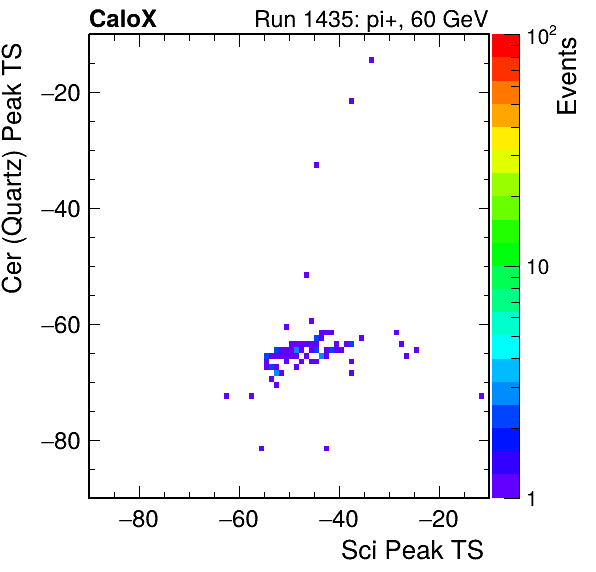 CaloX Run 1435: pi+, 60 GeV
Cer (Quartz) Peak TS
−20
−40
−60
−80
−80 −60 −40 −20
Sci Peak TS
Events
10²
10
1